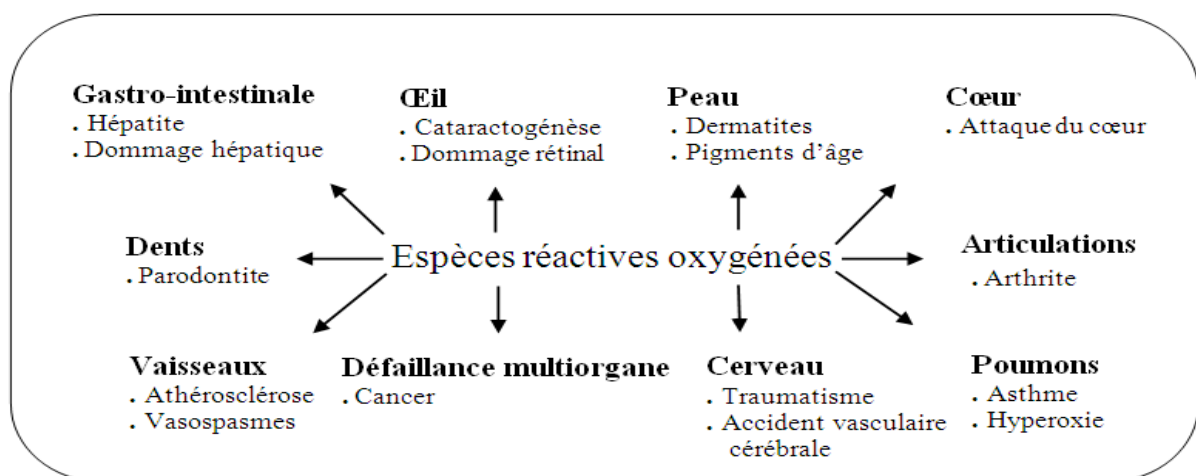 Gastro-intestinale
. Hépatite
. Dommage hépatique
Œil
. Cataractogénèse
. Dommage rétinal
Peau
. Dermatites
. Pigments d’âge
Cœur
. Attaque du cœur
Dents
. Parodontite
Espèces réactives oxygénées
Articulations
. Arthrite
Vaisseaux
. Athérosclérose
. Vasospasmes
Défaillance multiorgane
. Cancer
Cerveau
. Traumatisme
. Accident vasculaire
cérébrale
Poumons
. Asthme
. Hyperoxie